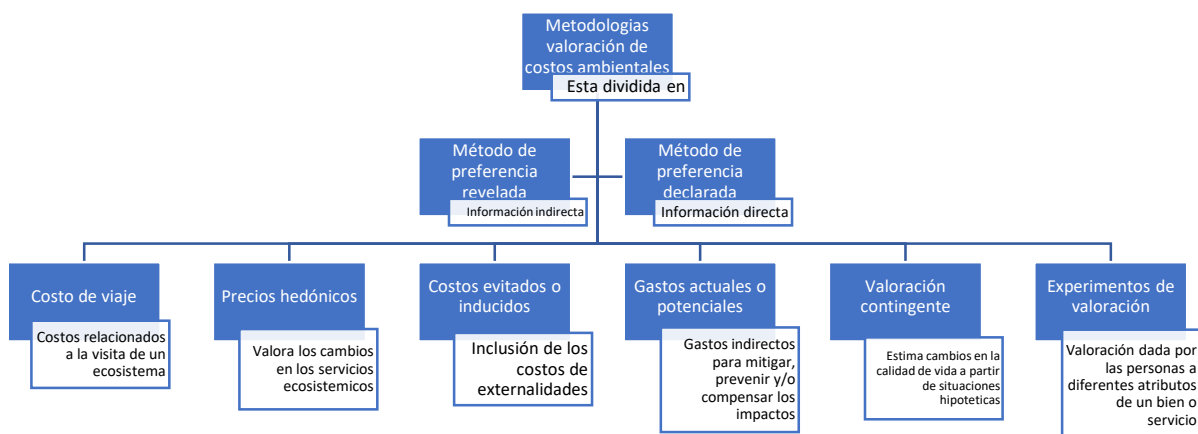 Metodologias
valoración de
costos ambientales
Esta dividida en
Método de
preferencia
revelada
Información indirecta
Método de
preferencia
declarada
Información directa
Costo de viaje
Costos relacionados
a la visita de un
ecosistema
Precios hedónicos
Valora los cambios
en los servicios
ecosistemicos
Costos evitados o
inducidos
Inclusión de los
costos de
externalidades
Gastos actuales o
potenciales
Gastos indirectos
para mitigar,
prevenir y/o
compensar los
impactos
Valoración
contingente
Estima cambios en la
calidad de vida a partir
de situaciones
hipoteticas
Experimentos de
valoración
Valoración dada por
las personas a
diferentes atributos
de un bien o
servicio